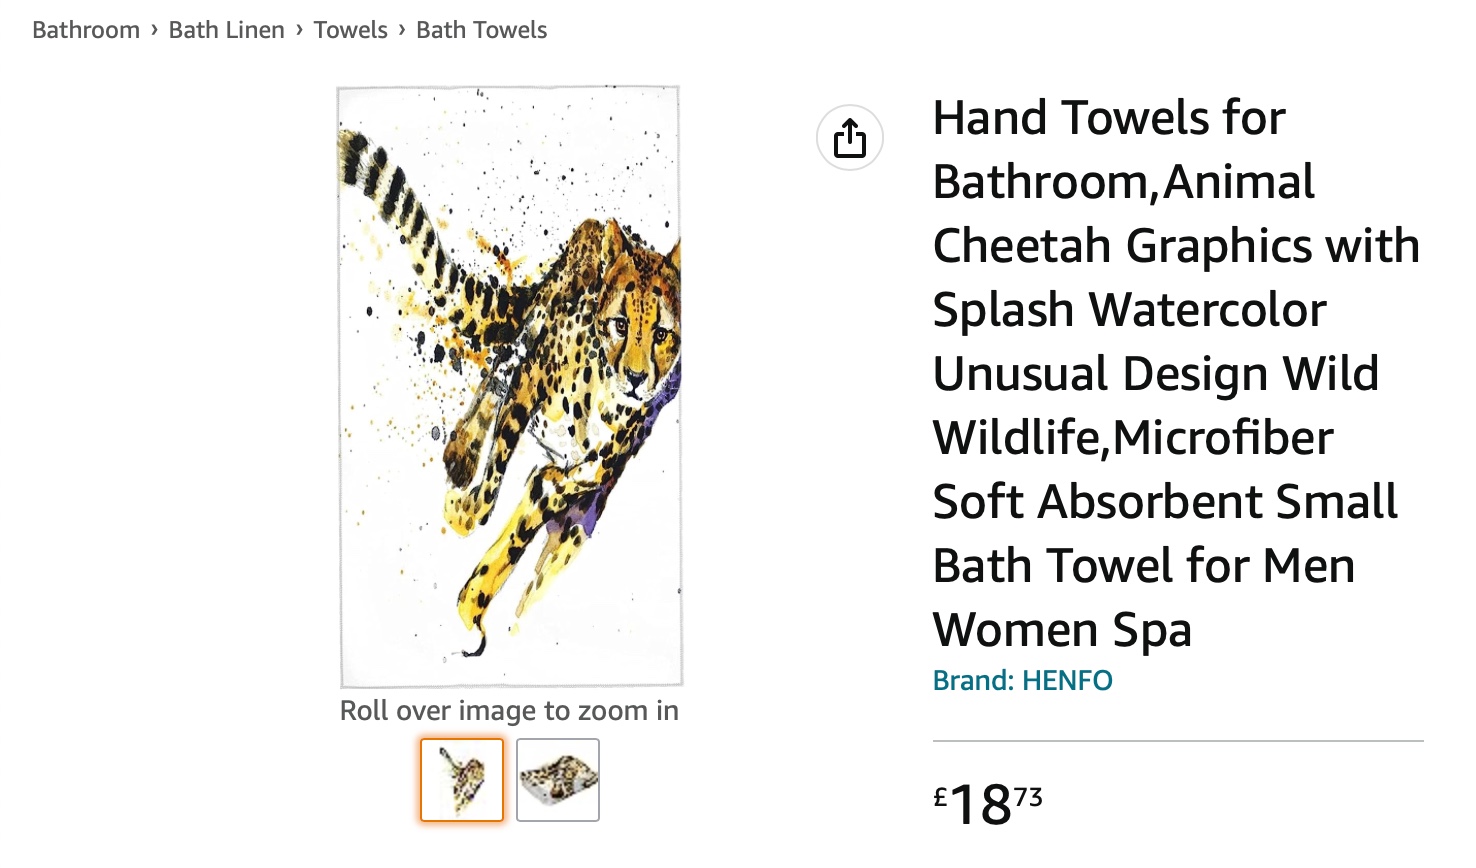 Bathroom › Bath Linen › Towels › Bath Towels
Hand Towels for
Bathroom,Animal
Cheetah Graphics with
Splash Watercolor
Unusual Design Wild
Wildlife,Microfiber
Soft Absorbent Small
Bath Towel for Men
Women Spa
Brand: HENFO
Roll over image to zoom in
£1873